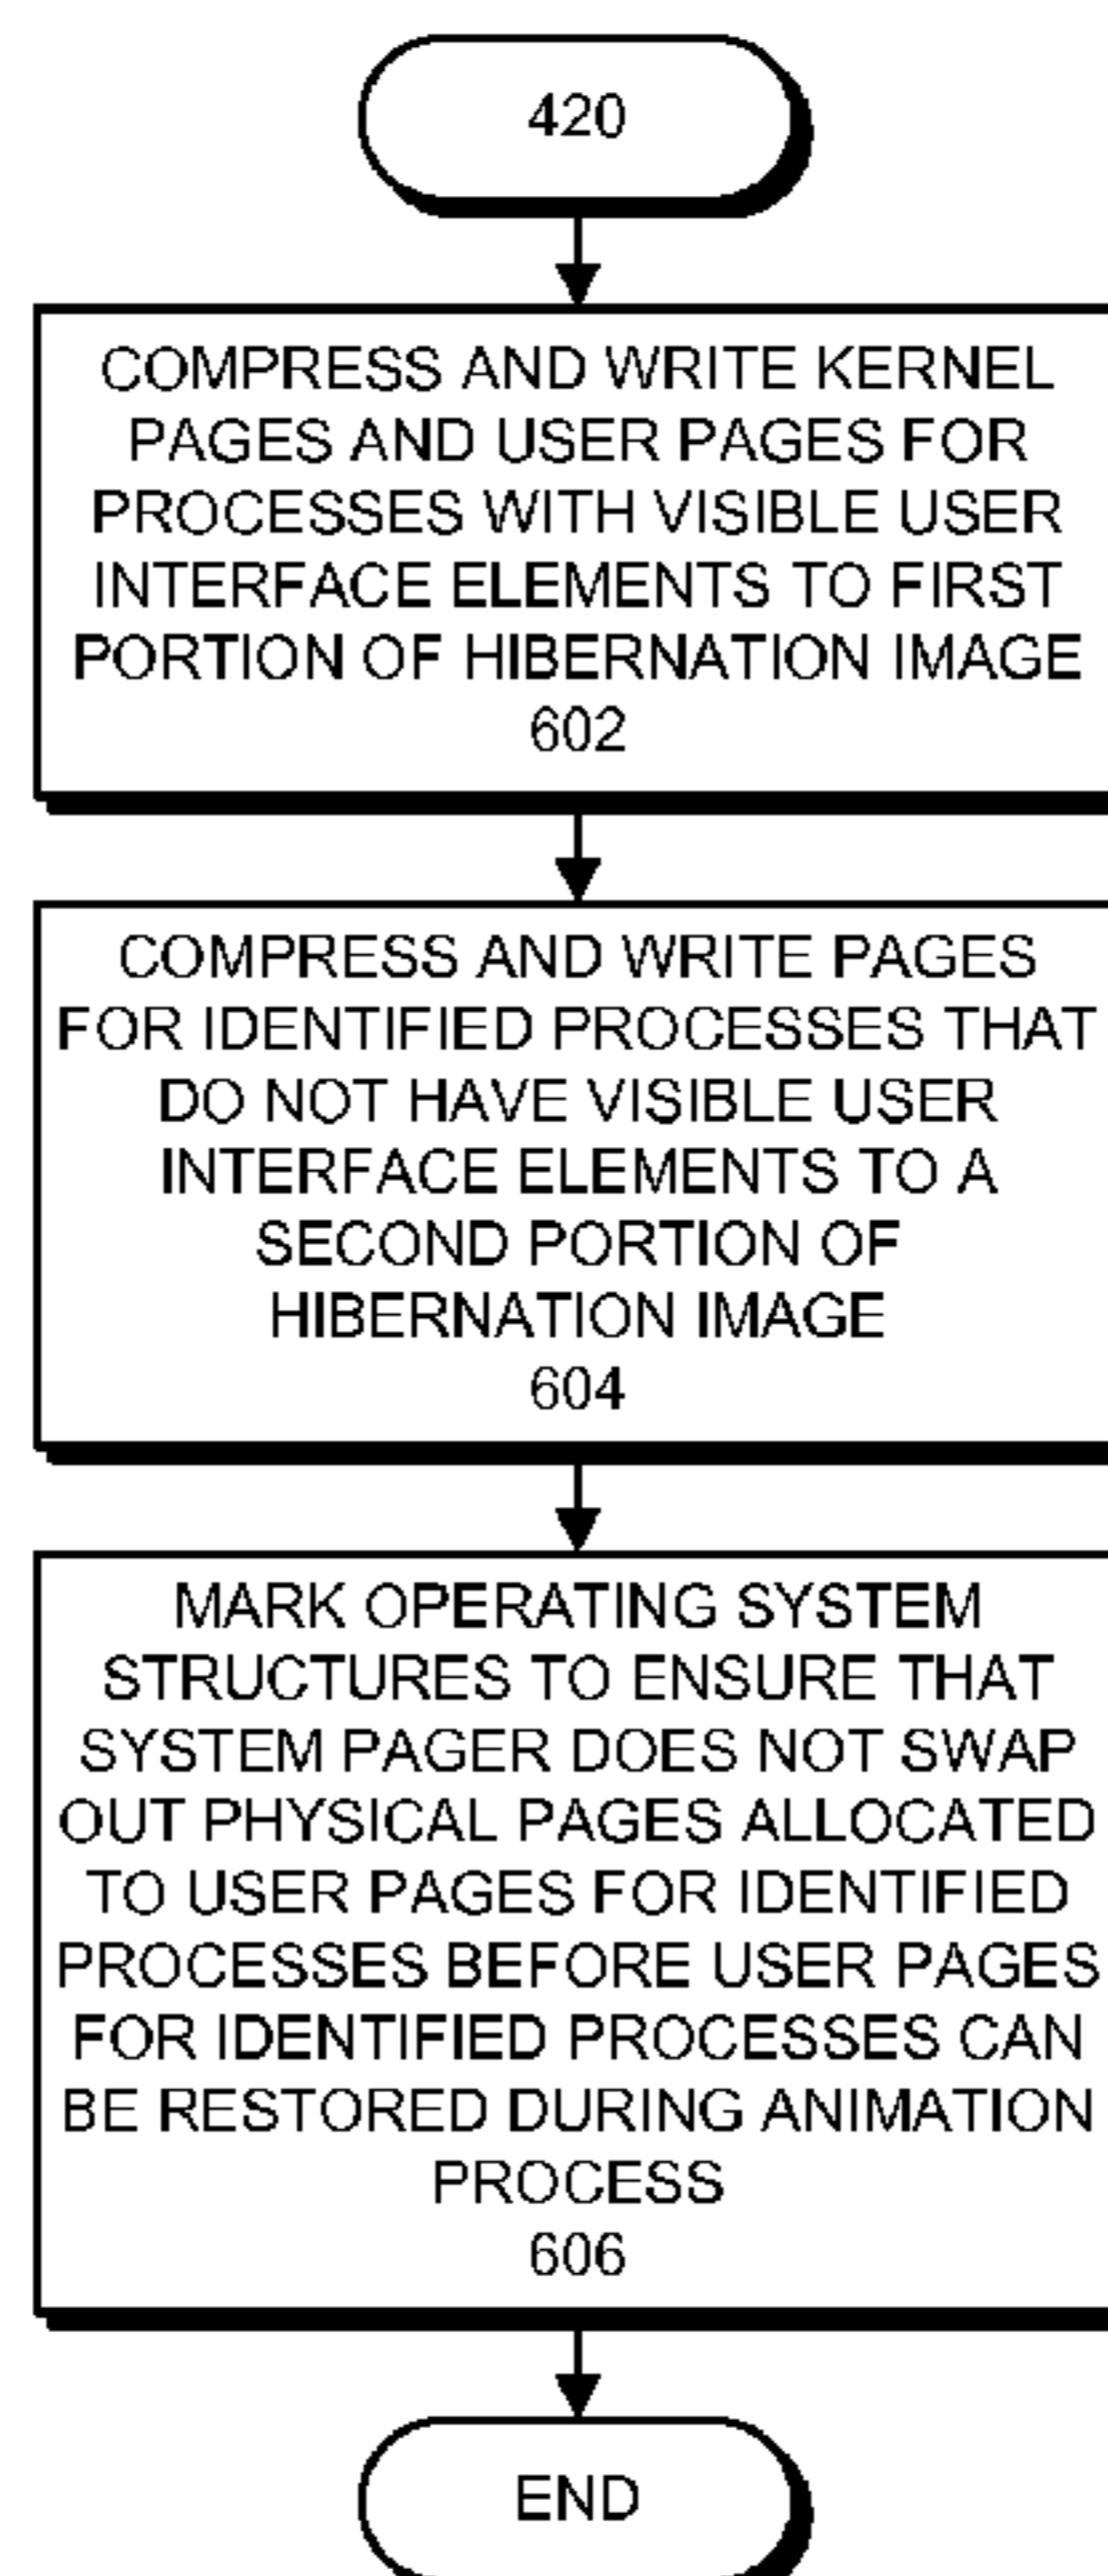 420
COMPRESS AND WRITE KERNEL
PAGES AND USER PAGES FOR
PROCESSES WITH VISIBLE USER
INTERFACE ELEMENTS TO FIRST
PORTION OF HIBERNATION IMAGE
602
COMPRESS AND WRITE PAGES
FOR IDENTIFIED PROCESSES THAT
DO NOT HAVE VISIBLE USER
INTERFACE ELEMENTS TO A
SECOND PORTION OF
HIBERNATION IMAGE
604
MARK OPERATING SYSTEM
STRUCTURES TO ENSURE THAT
SYSTEM PAGER DOES NOT SWAP
OUT PHYSICAL PAGES ALLOCATED
TO USER PAGES FOR IDENTIFIED
PROCESSES BEFORE USER PAGES
FOR IDENTIFIED PROCESSES CAN
BE RESTORED DURING ANIMATION
PROCESS
606
END